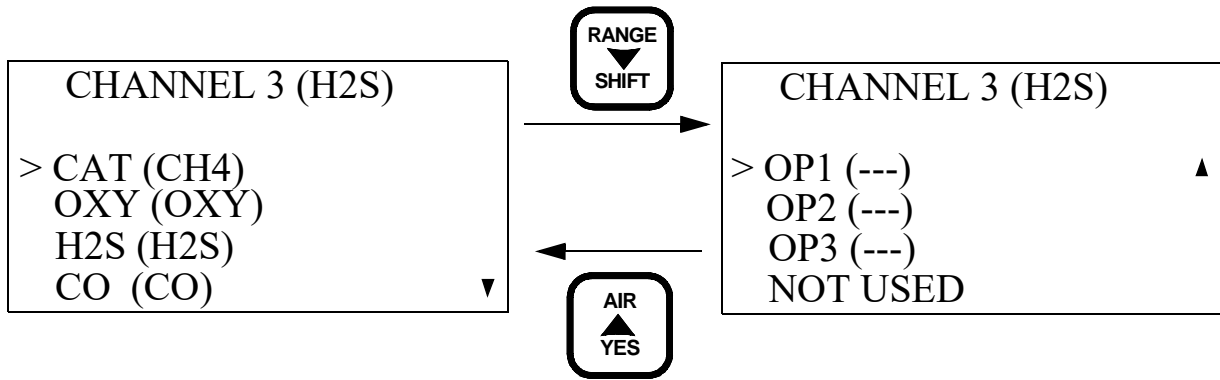 RANGE
SHIFT
CHANNEL 3 (H2S)
> CAT (CH4)
OXY (OXY)
H2S (H2S)
CO (CO)
CHANNEL 3 (H2S)
> OP1 (---)
OP2 (---)
OP3 (---)
NOT USED
AIR
YES